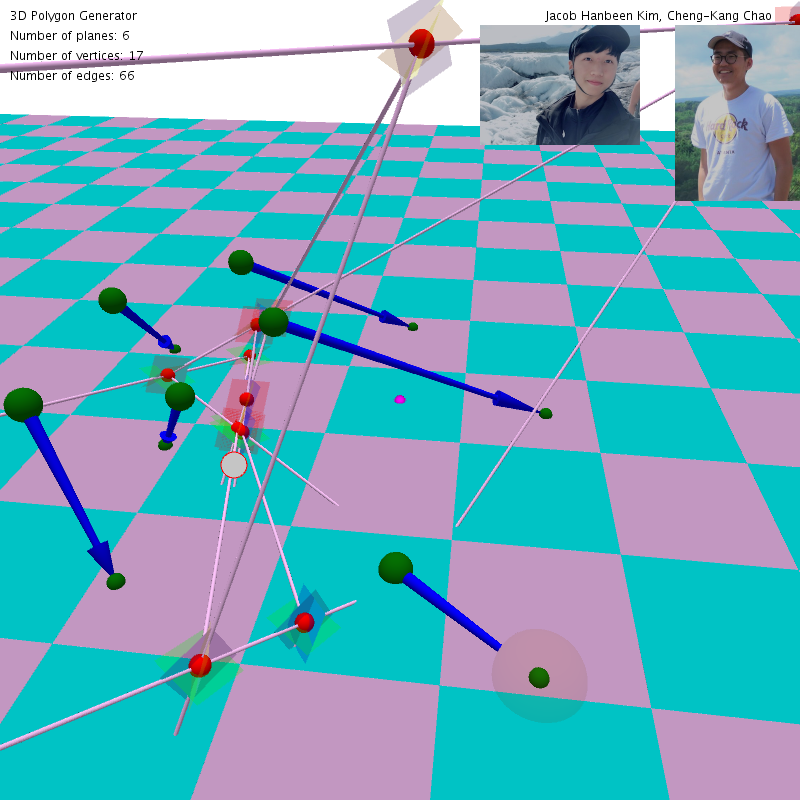 3D Polygon Generator
Jacob Hanbeen Kim, Cheng-Kang Chao
Number of planes: 6
Number of vertices: 17
Number of edges: 66